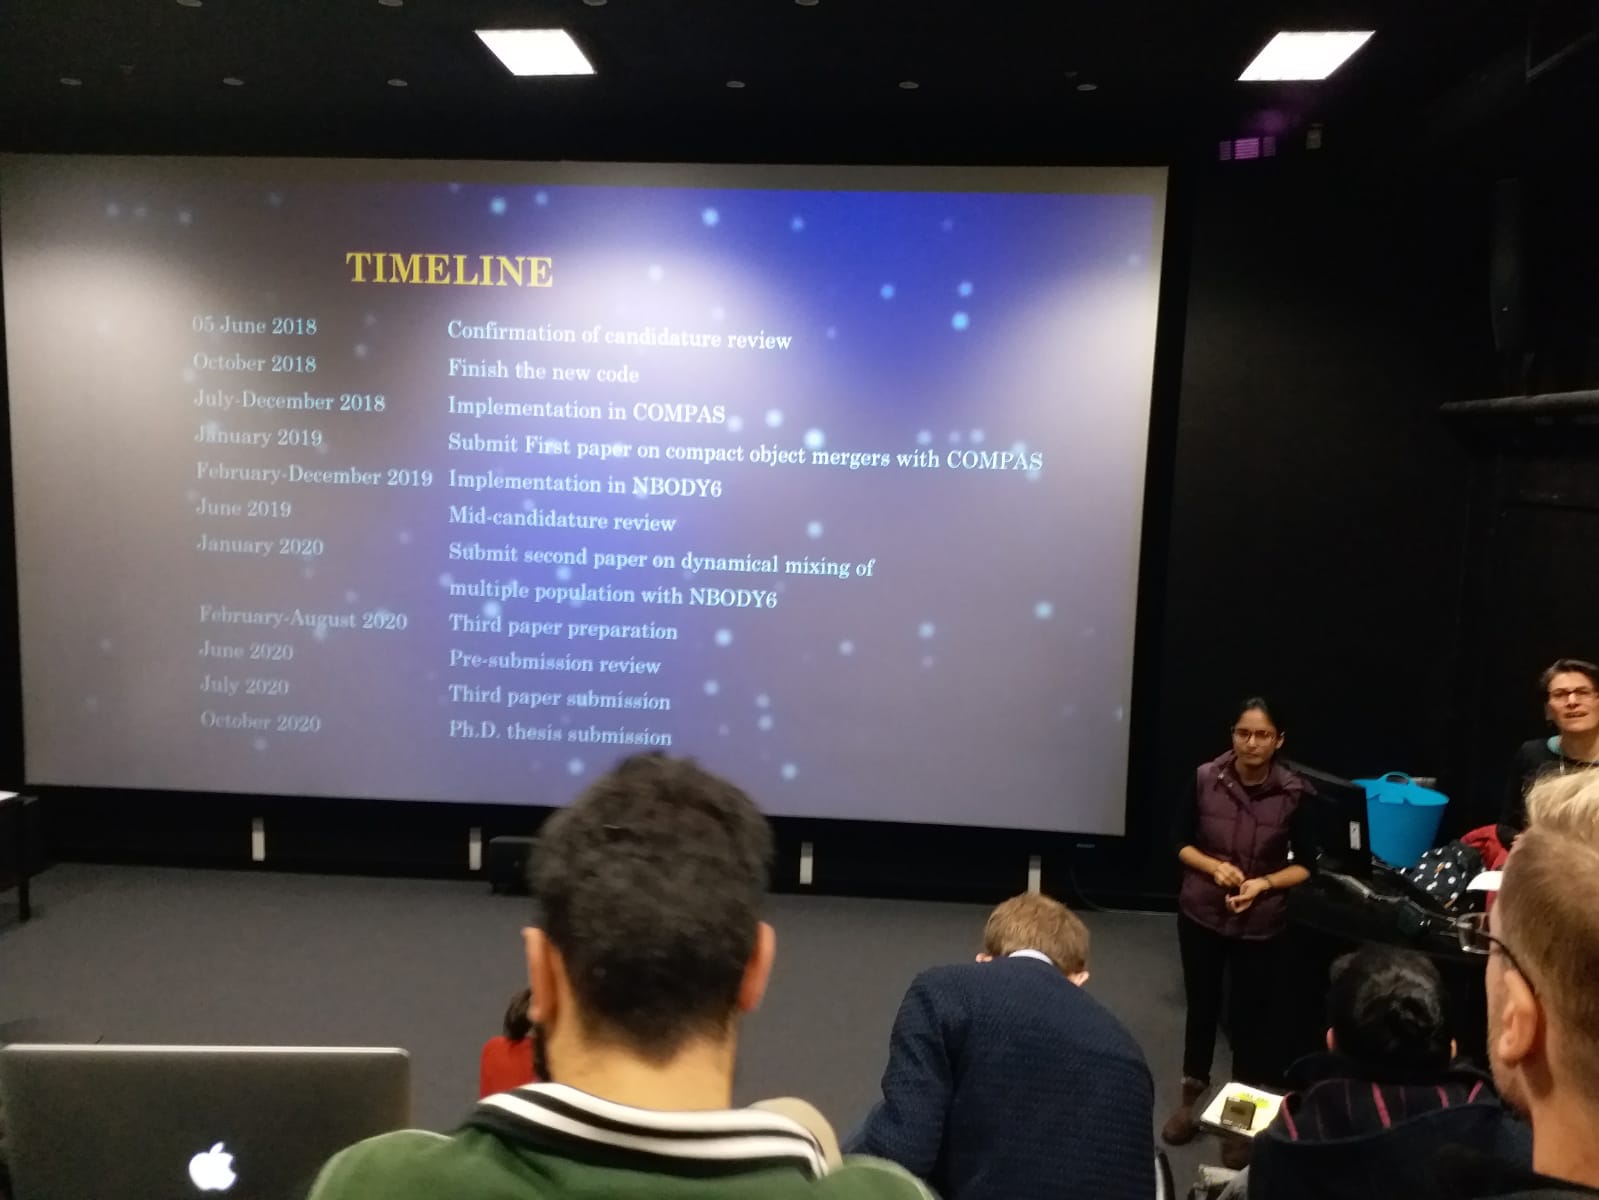 TIMELINE
05 June 2018 Confirmation of candidature review
October 2018 Finish the new code
July-December 2018 Implementation in COMPAS
January 2019 Submit First paper on compact object mergers with COMPAS
February-December 2019 Implementation in NBODY6
June 2019 Mid-candidature review
January 2020 Submit second paper on dynamical mixing of
multiple population with NBODY6
February-August 2020 Third paper preparation
June 2020 Pre-submission review
July 2020 Third paper submission
October 2020 Ph.D. thesis submission